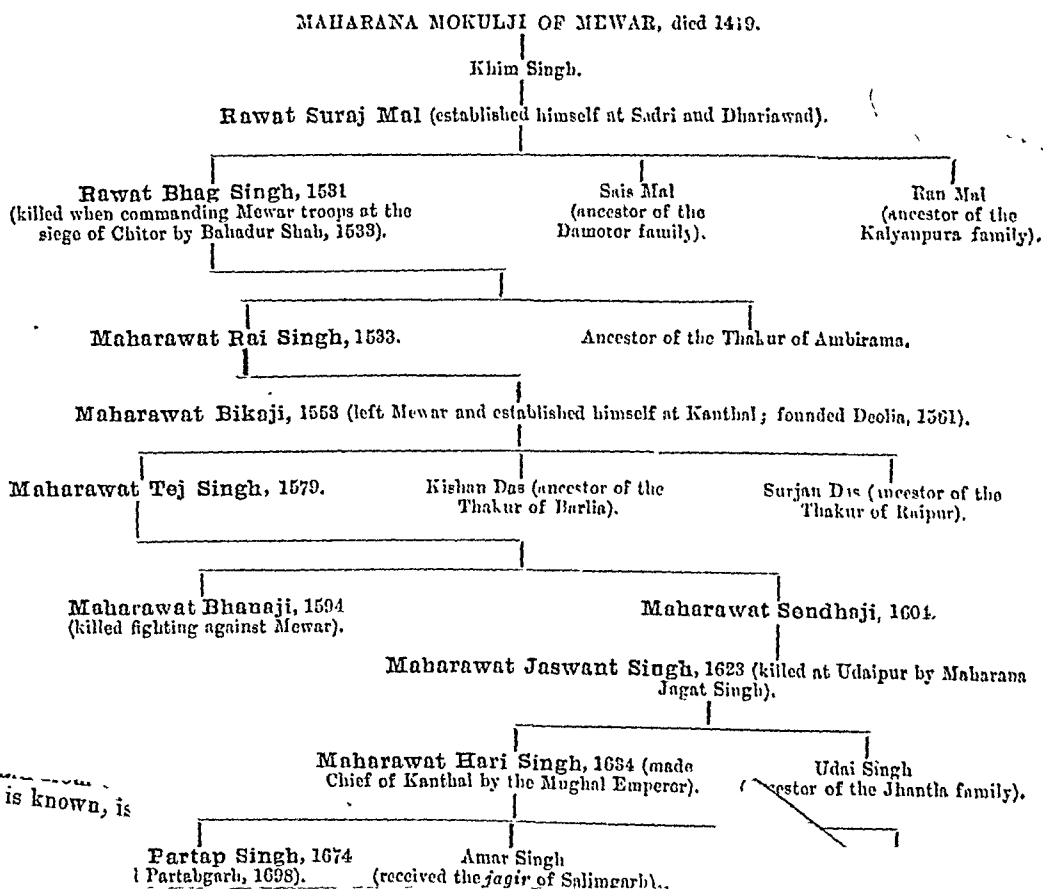 MAHARANA MOKULJI OF MEWAR, died 1419.
Khim Singh.
Rawat Suraj Mal (established himself at Sadri and Dhariawad).
Rawat Bhag Singh, 1531
(killed when commanding Mewar troops at the
siege of Chitor by Bahadur Shah, 1533).
Sais Mal
(ancestor of the
Damotor family).
Ran Mal
(ancestor of the
Kalyanpura family).
Maharawat Rai Singh, 1533.
Ancestor of the Thakur of Ambirama.
Maharawat Bikaji, 1553 (left Mewar and established himself at Kanthal; founded Deolia, 1561).
Maharawat Tej Singh, 1579.
Kishan Das (ancestor of the
Thakur of Barlia).
Surjan Das (ancestor of the
Thakur of Raipur).
Maharawat Bhanaji, 1594
(killed fighting against Mewar).
Maharawat Sendhaji, 1604.
Maharawat Jaswant Singh, 1623 (killed at Udaipur by Maharana
Jagat Singh).
Maharawat Hari Singh, 1634 (made
Chief of Kanthal by the Mughal Emperor).
Udai Singh
of the Jhantla family).
is known, is
Partap Singh, 1674
Partabgarh, 1698).
Amar Singh
(received the jagir of Salimgarh).